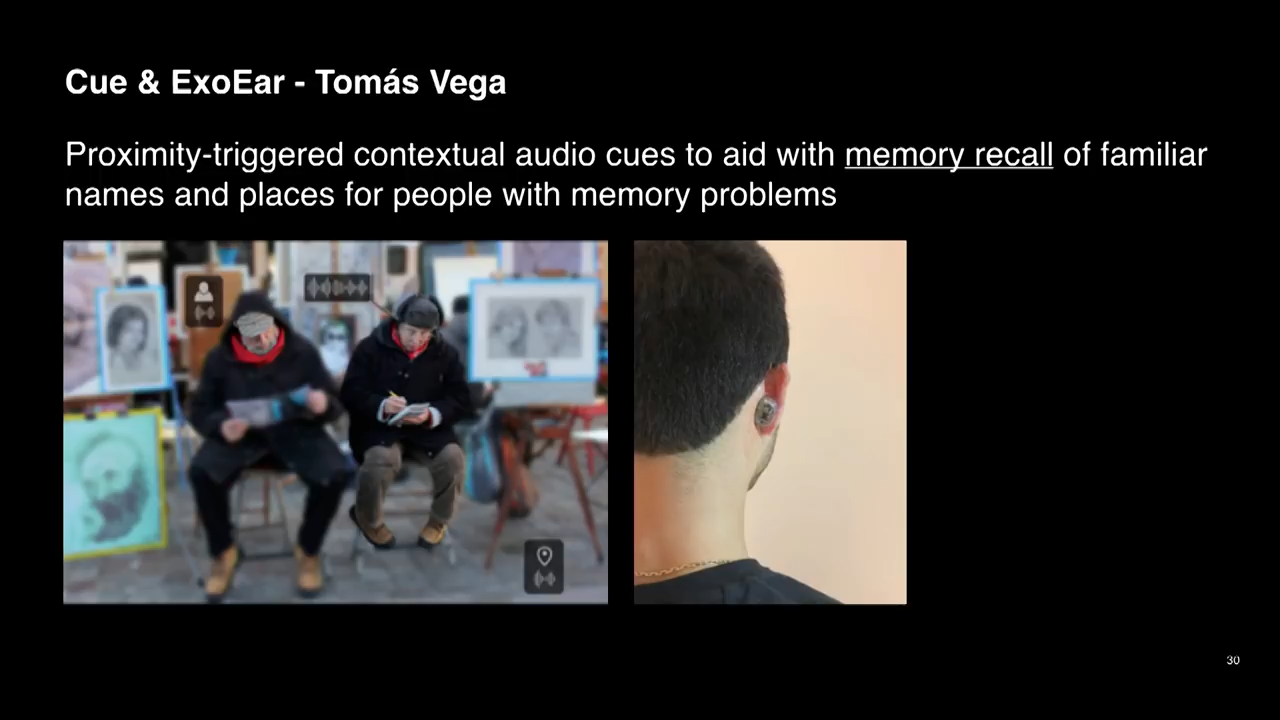 Cue & ExoEar - Tomás Vega
Proximity-triggered contextual audio cues to aid with memory recall of familiar
names and places for people with memory problems
30